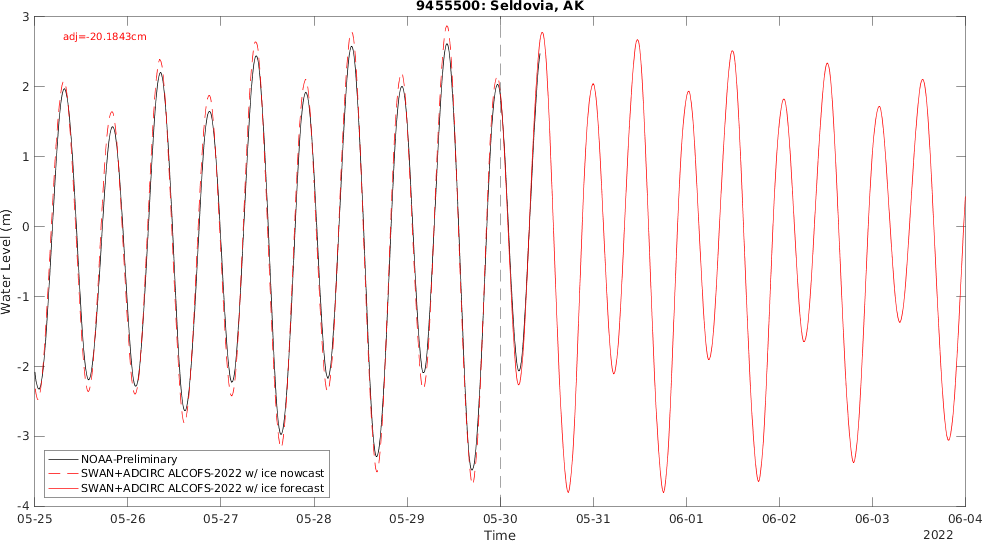 9455500: Seldovia, AK
adj=-20.1843cm
3
2
1
0
-1
-2
-3
-4
Water Level (m)
NOAA-Preliminary
SWAN+ADCIRC ALCOFS-2022 w/ ice nowcast
SWAN+ADCIRC ALCOFS-2022 w/ ice forecast
05-25 05-26 05-27 05-28 05-29 05-30 05-31 06-01 06-02 06-03 06-04
Time
2022